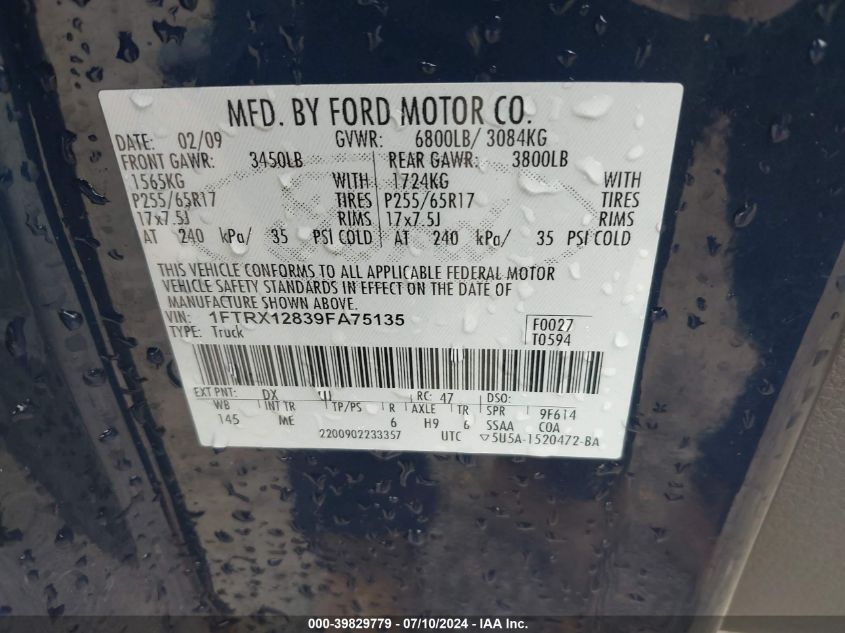 MFD. BY FORD MOTOR CO.
DATE: 02/09 GVWR: 6800LB/ 3084KG
FRONT GAWR: 3450LB REAR GAWR: 3800LB
1565KG WITH 1724KG WITH
P255/65R17 TIRES P255/65R17 TIRES
17x7.5J RIMS 17x7.5J RIMS
AT 240 kPa/ 35 PSI COLD AT 240 kPa/ 35 PSI COLD
THIS VEHICLE CONFORMS TO ALL APPLICABLE FEDERAL MOTOR
VEHICLE SAFETY STANDARDS IN EFFECT ON THE DATE OF
MANUFACTURE SHOWN ABOVE.
VIN: 1FTRX12839FA75135 F0027
TYPE: Truck T0594
EXT PNT: DX RC: 47 DSO:
WB INT TR TP/PS R AXLE TR SPR 9F614
145 ME 6 H9 6 SSAA COA
2200902233357 UTC ▽5U5A-1520472-BA
000-39829779 - 07/10/2024 - IAAI Inc.